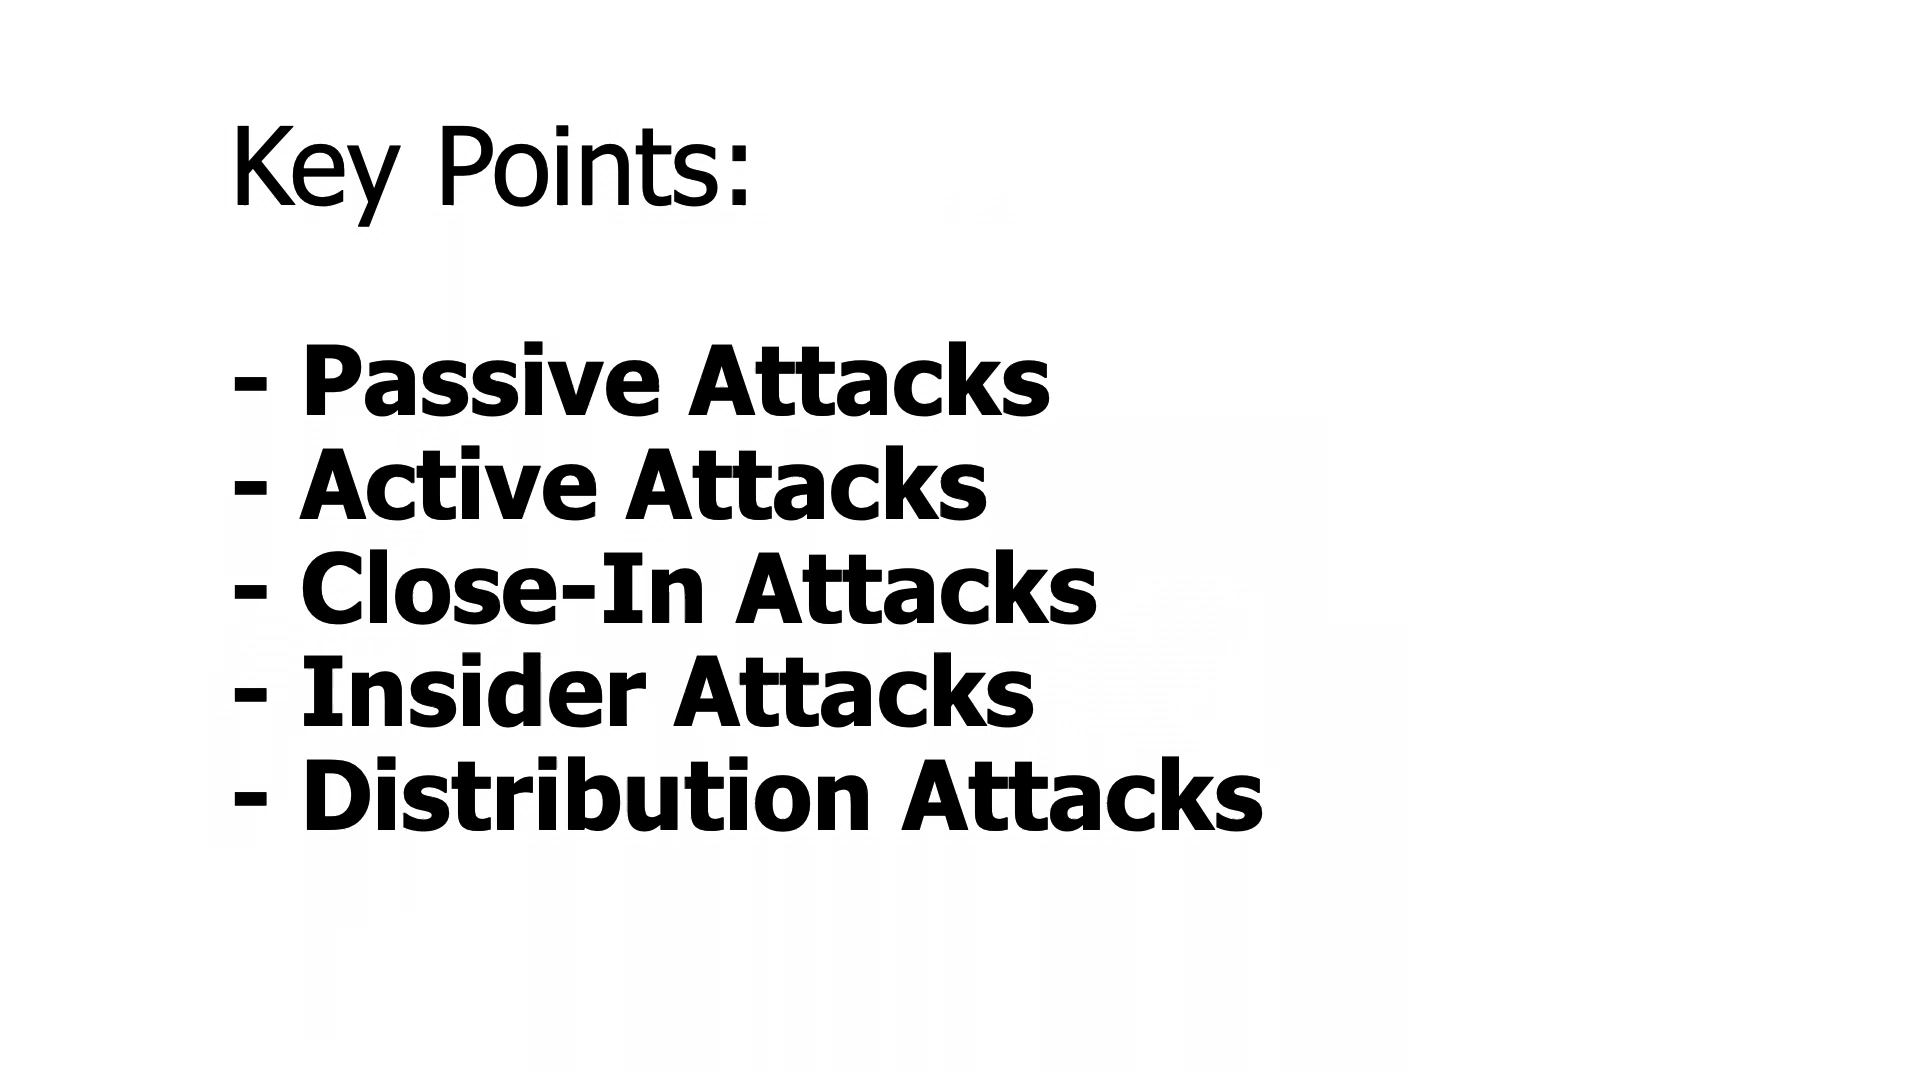 Key Points:
- Passive Attacks
- Active Attacks
- Close-In Attacks
- Insider Attacks
- Distribution Attacks